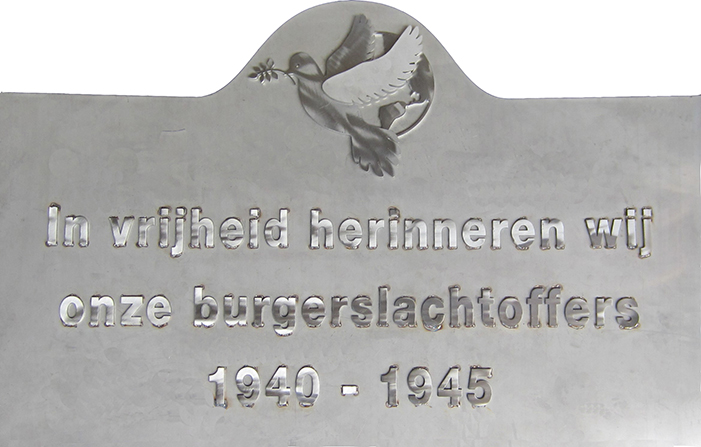 In vrijheid herinneren wij
onze burgerslachtoffers
1940 - 1945